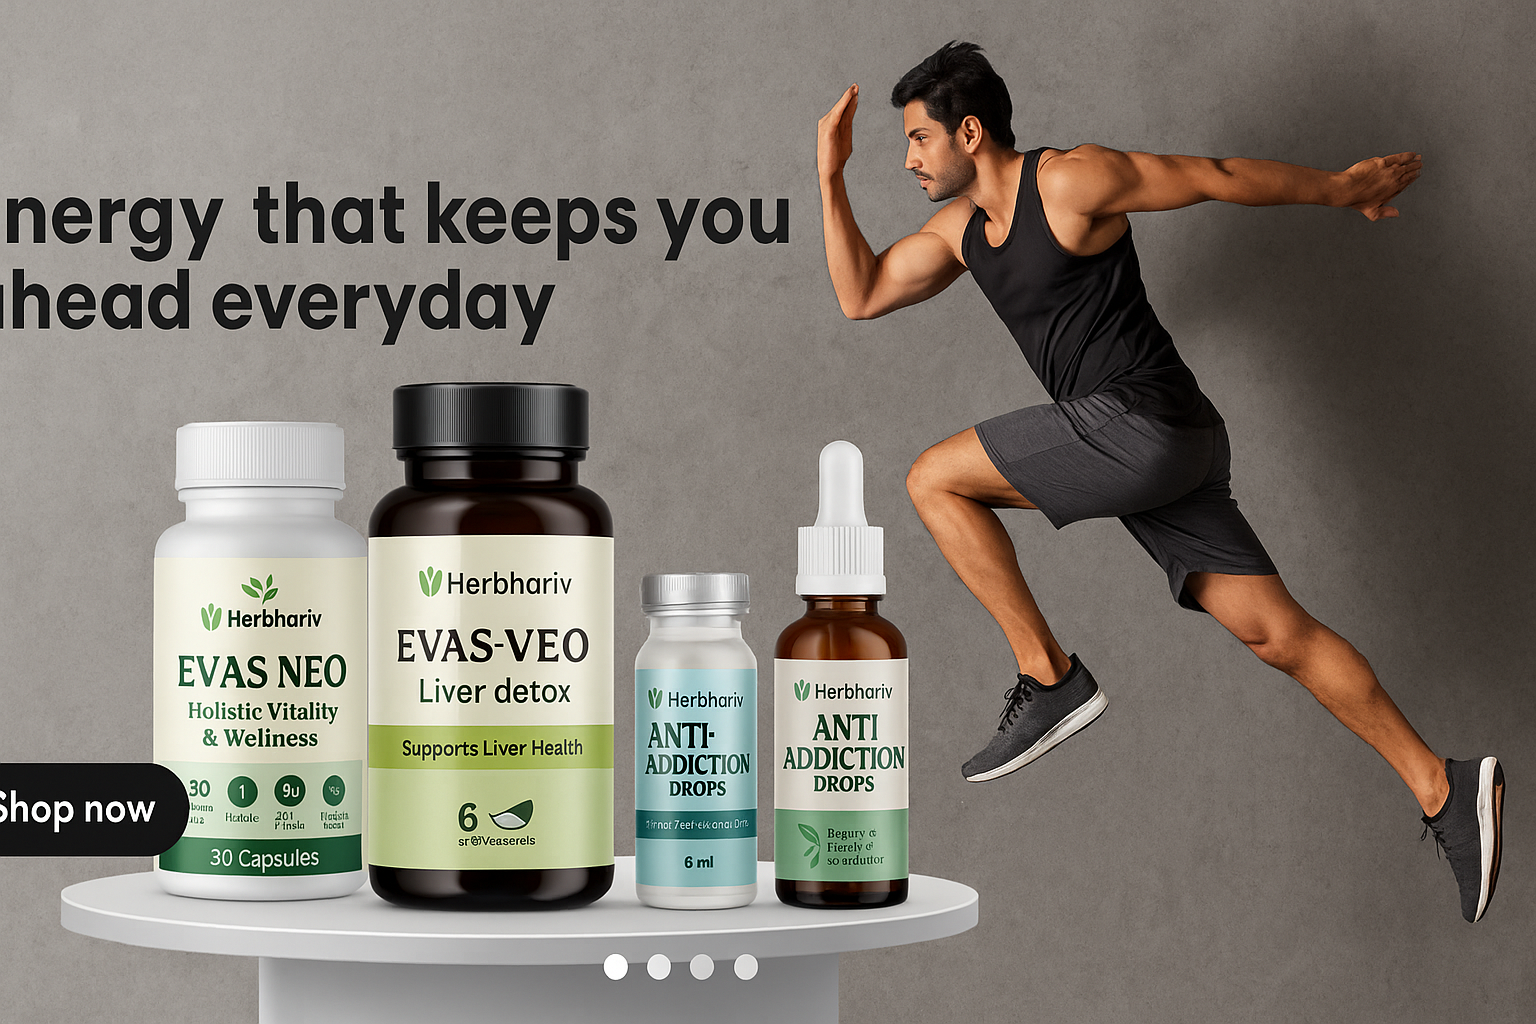 nergy that keeps you
ahead everyday
Shop now
Herbhariv
EVAS NEO
Holistic Vitality
& Weliness
30
1
9u
30 Capsules
Herbhariv
EVAS-VEO
Liver detox
Supports Liver Health
6
Herbhariv
ANTI-
ADDICTION
DROPS
6 ml
Herbhariv
ANTI
ADDICTION
DROPS